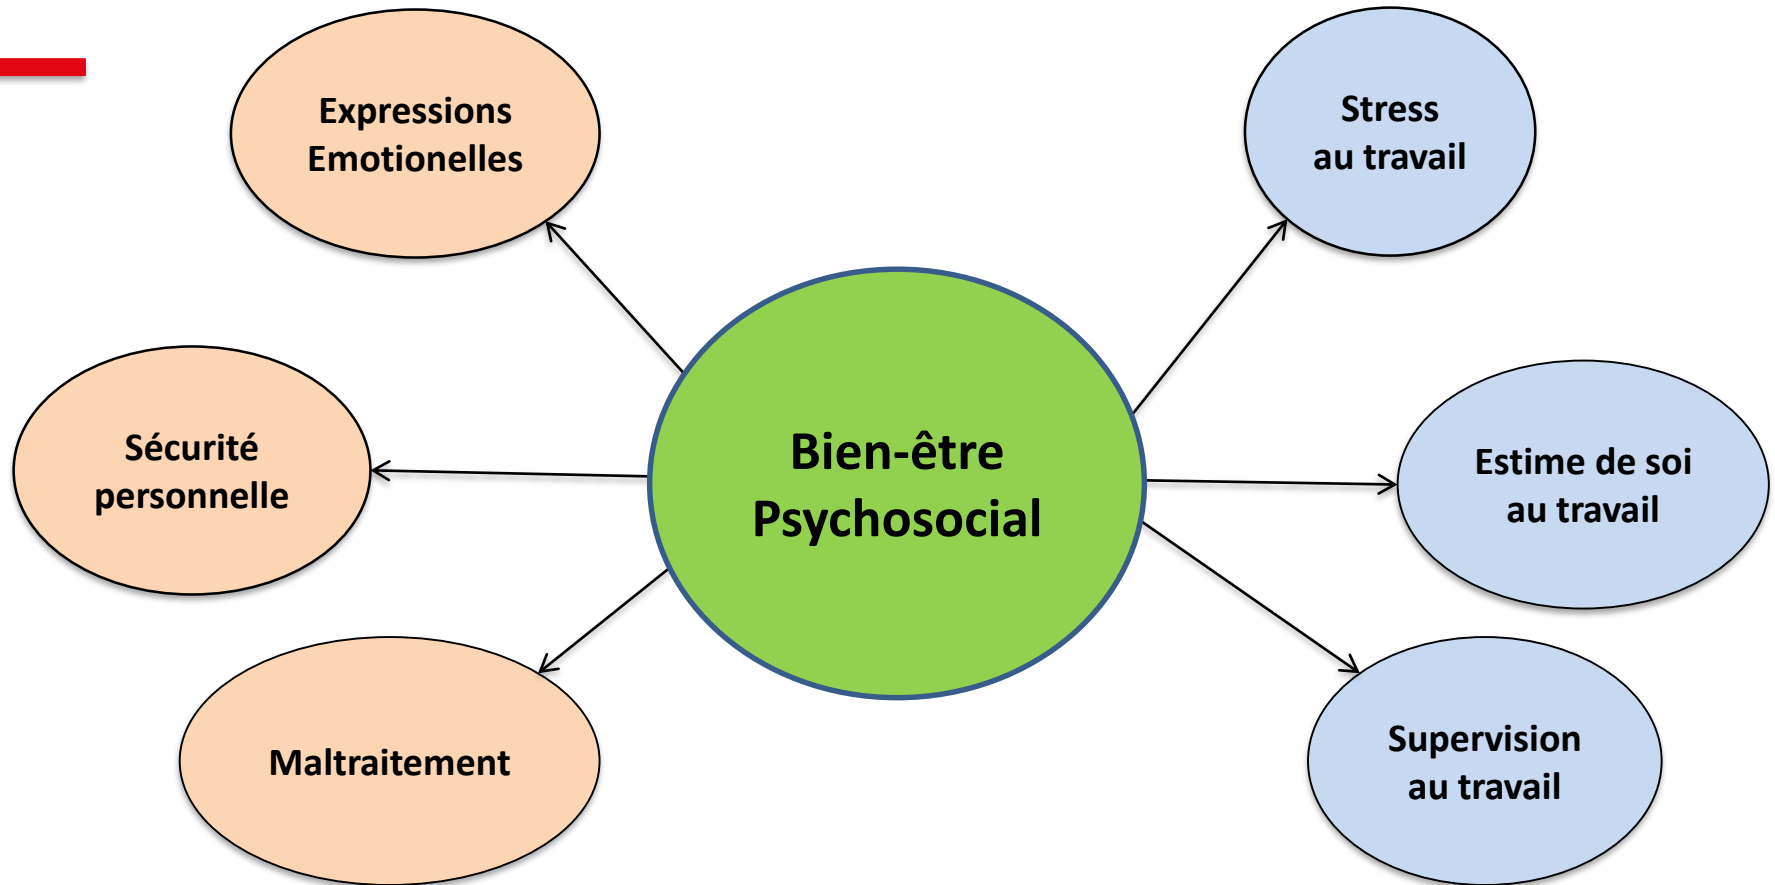 Expressions
Emotionelles
Stress
au travail
Sécurité
personnelle
Bien-être
Psychosocial
Estime de soi
au travail
Maltraitement
Supervision
au travail